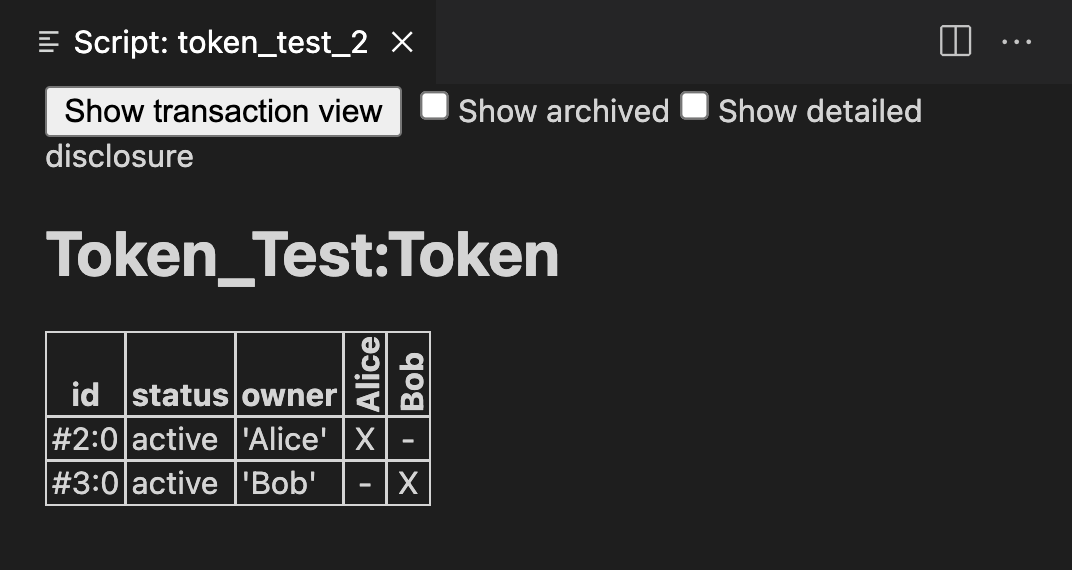 Script: token_test_2
Show transaction view Show archived Show detailed
disclosure
Token_Test:Token
id status owner Alice Bob
#2:0 active 'Alice' X -
#3:0 active 'Bob' - X